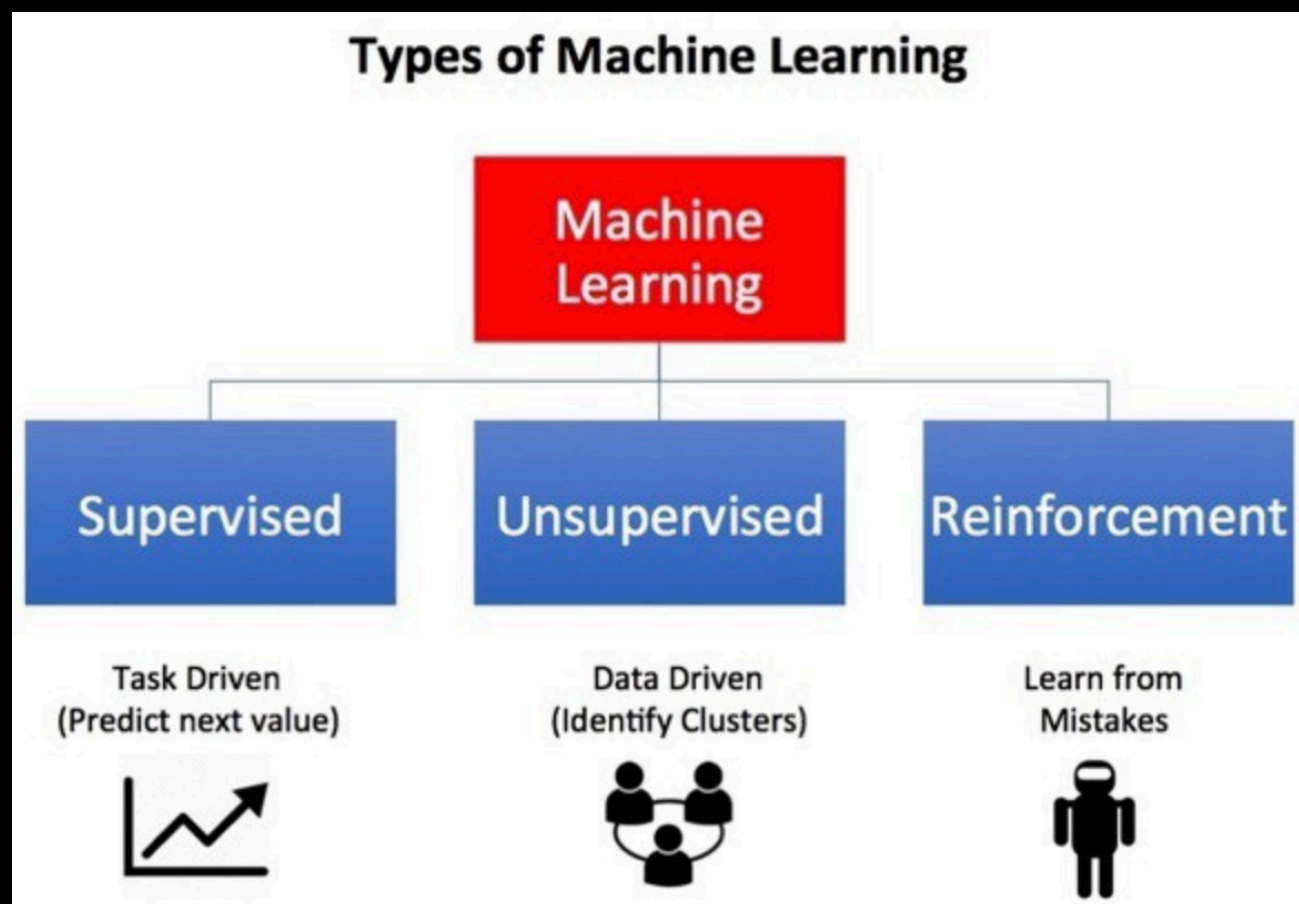 Types of Machine Learning
Machine
Learning
Supervised
Unsupervised
Reinforcement
Task Driven
(Predict next value)
Data Driven
(Identify Clusters)
Learn from
Mistakes